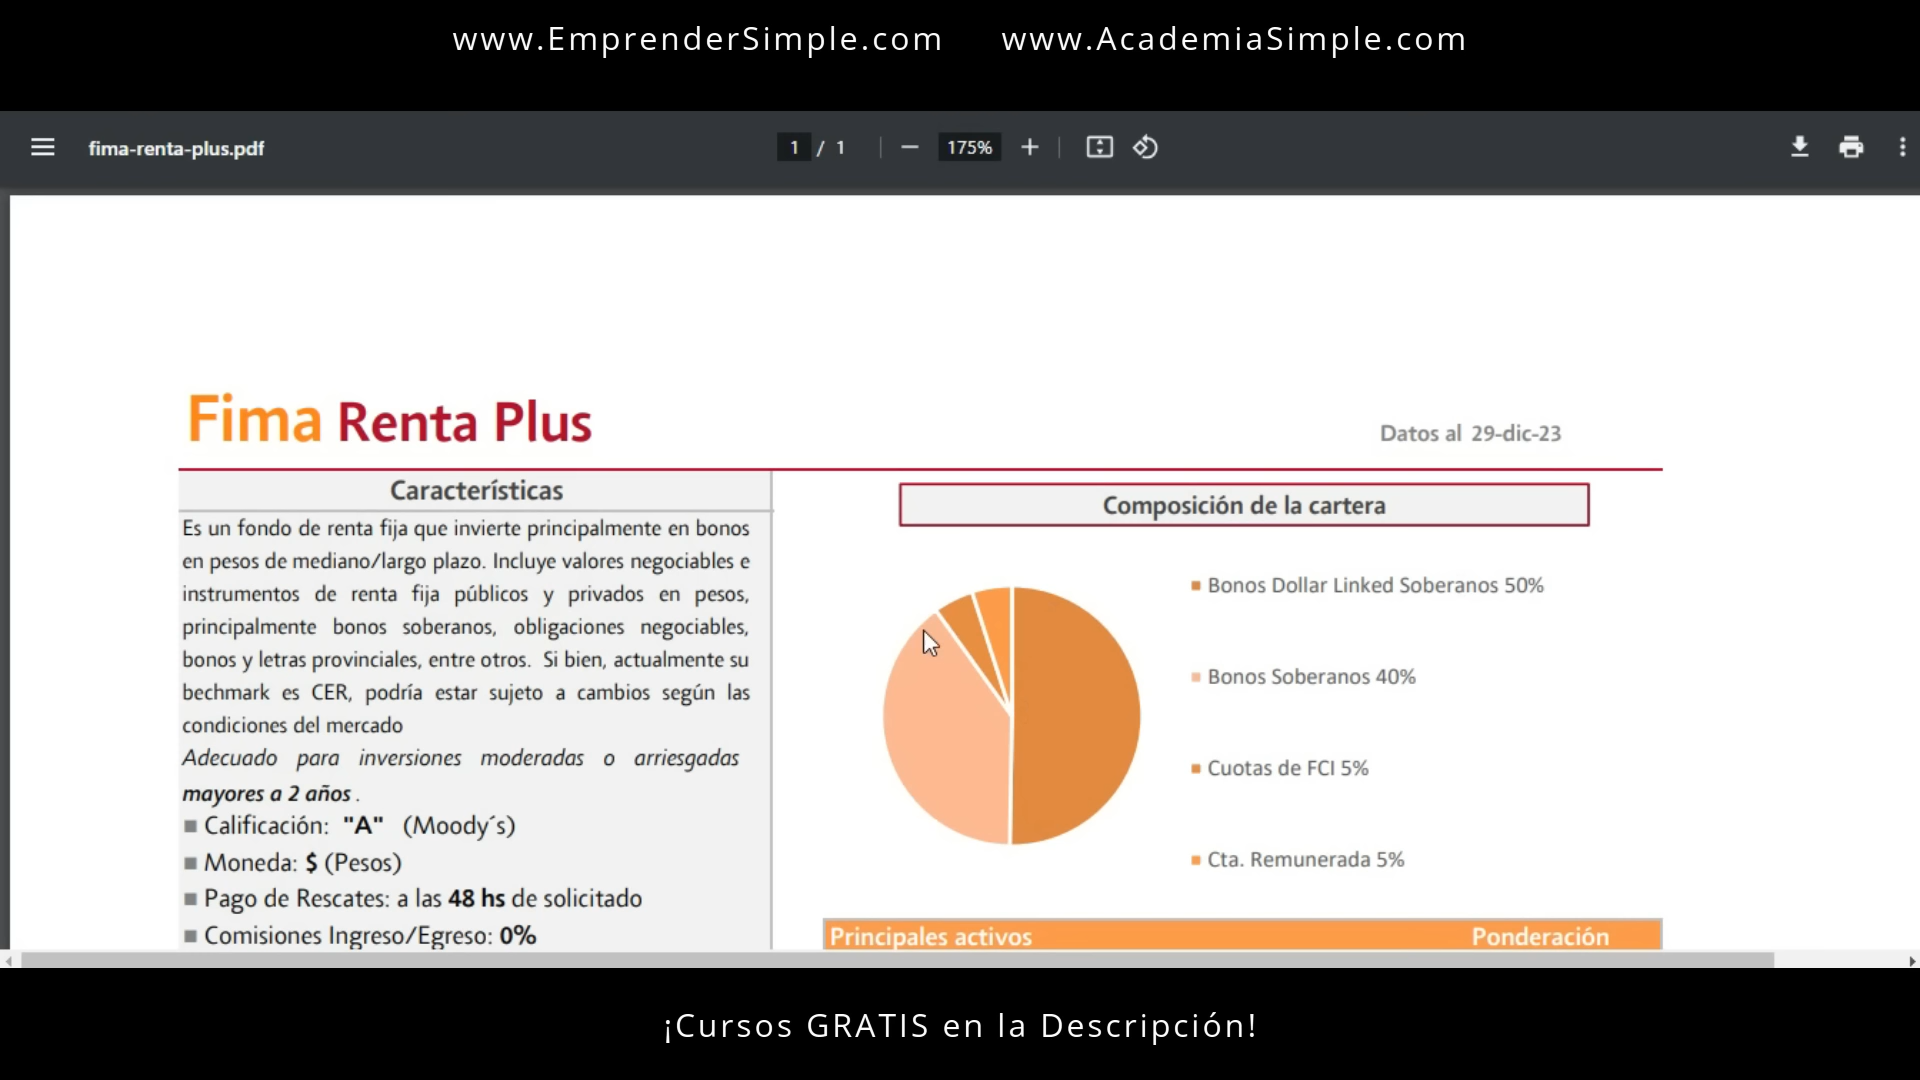 www.EmprenderSimple.com www.AcademiaSimple.com
fima-renta-plus.pdf 1 / 1 175%
Fima Renta Plus
Datos al 29-dic-23
Características
Es un fondo de renta fija que invierte principalmente en bonos
en pesos de mediano/largo plazo. Incluye valores negociables e
instrumentos de renta fija públicos y privados en pesos,
principalmente bonos soberanos, obligaciones negociables,
bonos y letras provinciales, entre otros. Si bien, actualmente su
bechmark es CER, podría estar sujeto a cambios según las
condiciones del mercado
Adecuado para inversiones moderadas o arriesgadas
mayores a 2 años .
Calificación: "A" (Moody´s)
Moneda: $ (Pesos)
Pago de Rescates: a las 48 hs de solicitado
Comisiones Ingreso/Egreso: 0%
Composición de la cartera
Bonos Dollar Linked Soberanos 50%
Bonos Soberanos 40%
Cuotas de FCI 5%
Cta. Remunerada 5%
Principales activos Ponderación
¡Cursos GRATIS en la Descripción!